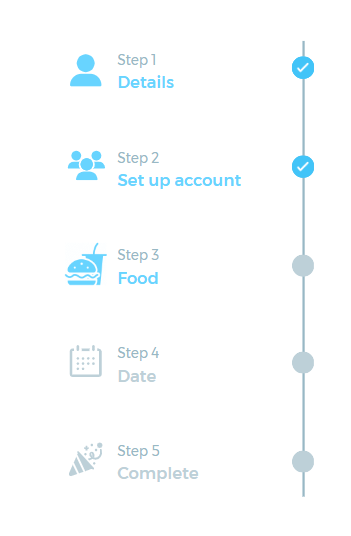 Step 1
Details
Step 2
Set up account
Step 3
Food
Step 4
Date
Step 5
Complete